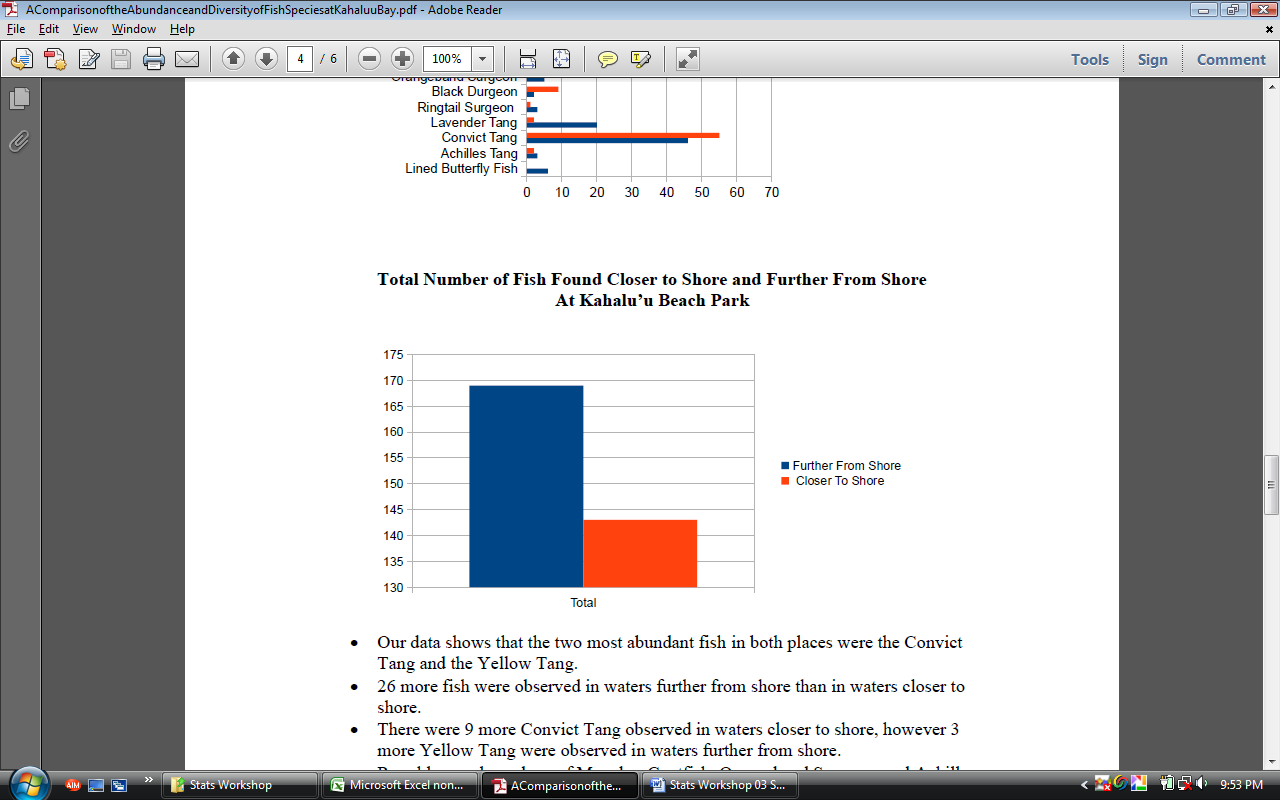 AComparisonoftheAbundanceandDiversityofFishSpeciesatKahaluuBay.pdf - Adobe Reader
File Edit View Window Help
4 / 6 100% Tools Sign Comment
Orangeband Surgeon
Black Durgeon
Ringtail Surgeon
Lavender Tang
Convict Tang
Achilles Tang
Lined Butterfly Fish
0 10 20 30 40 50 60 70
Total Number of Fish Found Closer to Shore and Further From Shore
At Kahalu’u Beach Park
175
170
165
160
155
150
145
140
135
130
Total
Further From Shore
Closer To Shore
• Our data shows that the two most abundant fish in both places were the Convict
Tang and the Yellow Tang.
• 26 more fish were observed in waters further from shore than in waters closer to
shore.
• There were 9 more Convict Tang observed in waters closer to shore, however 3
more Yellow Tang were observed in waters further from shore.
AIM » Stats Workshop Microsoft Excel non... AComparisonofthe... Stats Workshop 03 S... < 9:53 PM